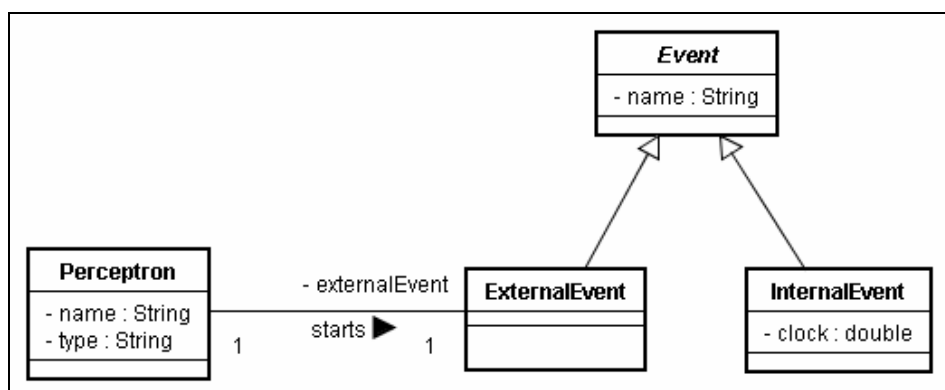 Event
- name : String
Perceptron
- name : String
- type : String
- externalEvent
starts
1
1
ExternalEvent
InternalEvent
- clock : double